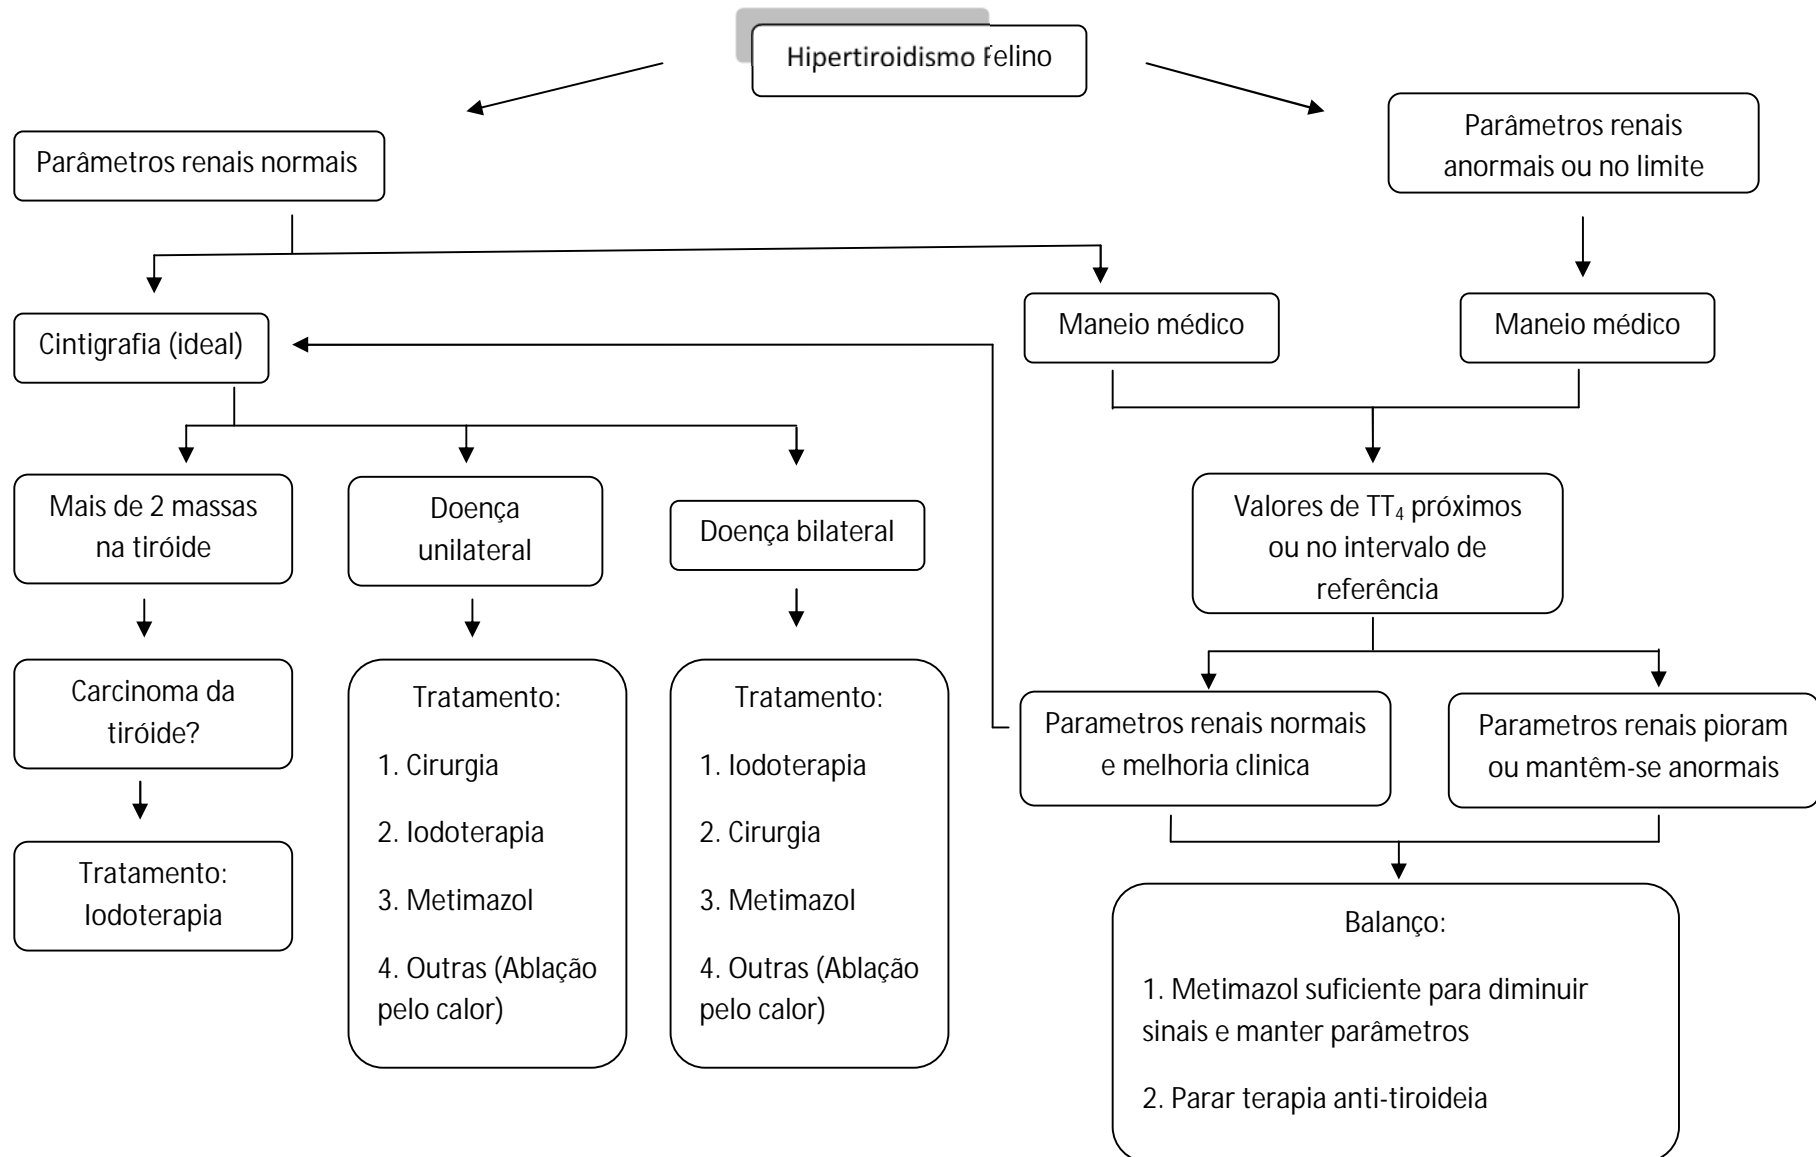 Hipertiroidismo Felino
Parâmetros renais normais
Parâmetros renais
anormais ou no limite
Cintigrafia (ideal)
Maneio médico
Maneio médico
Mais de 2 massas
na tiróide
Doença
unilateral
Doença bilateral
Valores de TT₄ próximos
ou no intervalo de
referência
Carcinoma da
tiróide?
Tratamento:
Iodoterapia
Tratamento:
1. Cirurgia
2. Iodoterapia
3. Metimazol
4. Outras (Ablação
pelo calor)
Tratamento:
1. Iodoterapia
2. Cirurgia
3. Metimazol
4. Outras (Ablação
pelo calor)
Parametros renais normais
e melhoria clinica
Parametros renais pioram
ou mantêm-se anormais
Balanço:
1. Metimazol suficiente para diminuir
sinais e manter parâmetros
2. Parar terapia anti-tiroideia